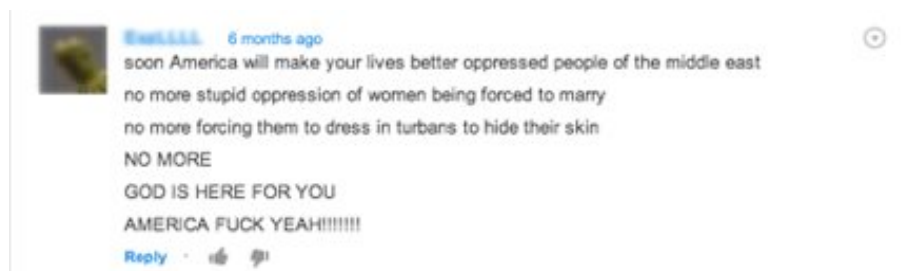 6 months ago
soon America will make your lives better oppressed people of the middle east
no more stupid oppression of women being forced to marry
no more forcing them to dress in turbans to hide their skin
NO MORE
GOD IS HERE FOR YOU
AMERICA FUCK YEAH!!!!!!!!
Reply ·